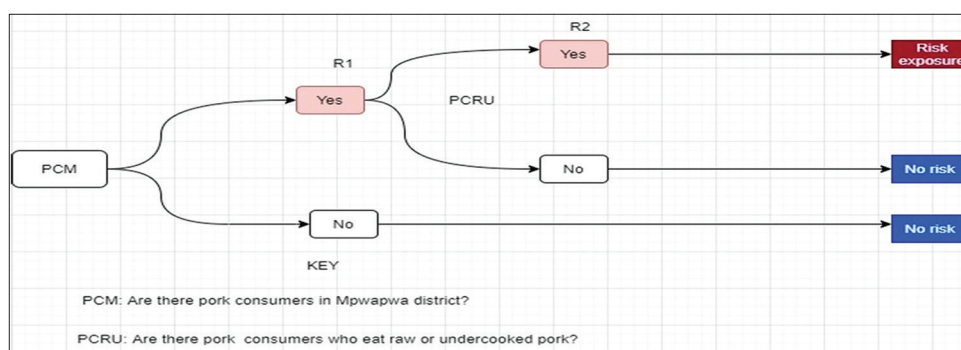 R2
Yes
Risk
exposure
R1
Yes
PCRU
PCM
No
No risk
No
No risk
KEY
PCM: Are there pork consumers in Mpwapwa district?
PCRU: Are there pork consumers who eat raw or undercooked pork?